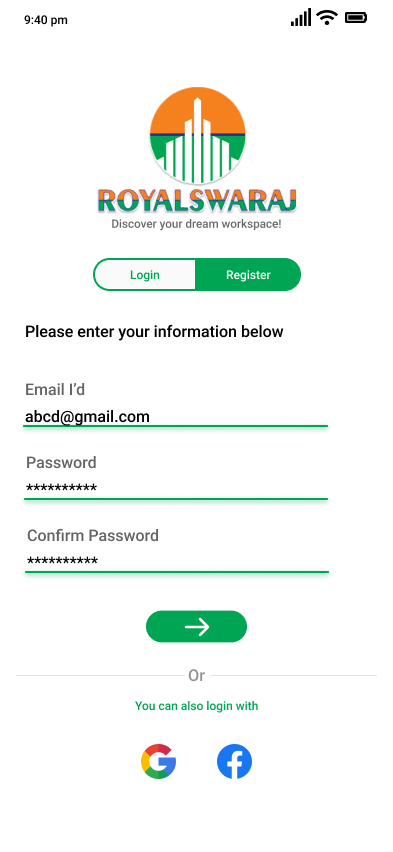 9:40 pm
ROYALSWARAJ
Discover your dream workspace!
Login
Register
Please enter your information below
Email I'd
abcd@gmail.com
Password
**********
Confirm Password
**********
Or
You can also login with